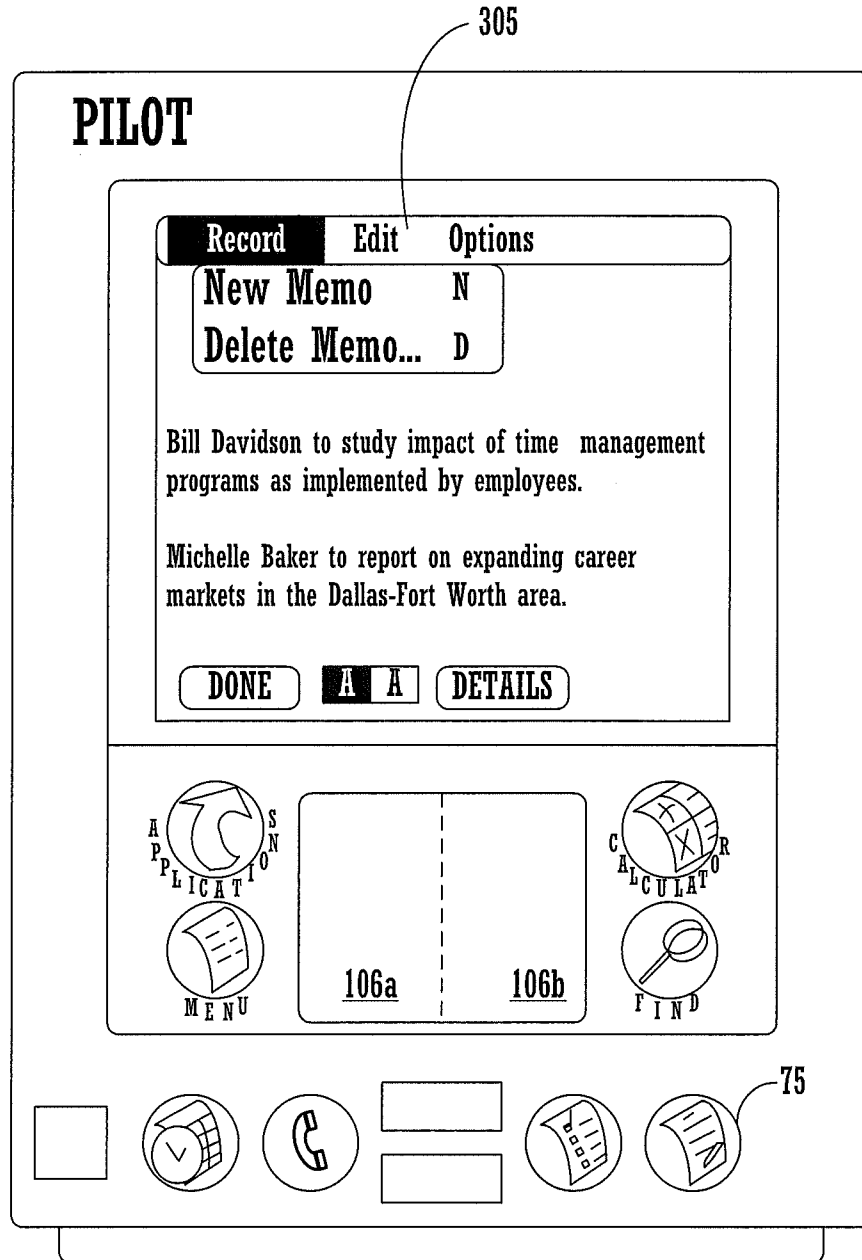 305
PILOT
Record Edit Options
New Memo N
Delete Memo... D
Bill Davidson to study impact of time management
programs as implemented by employees.
Michelle Baker to report on expanding career
markets in the Dallas-Fort Worth area.
DONE A A DETAILS
APPLICATIONS
CALCULATOR
MENU
106a
106b
FIND
75